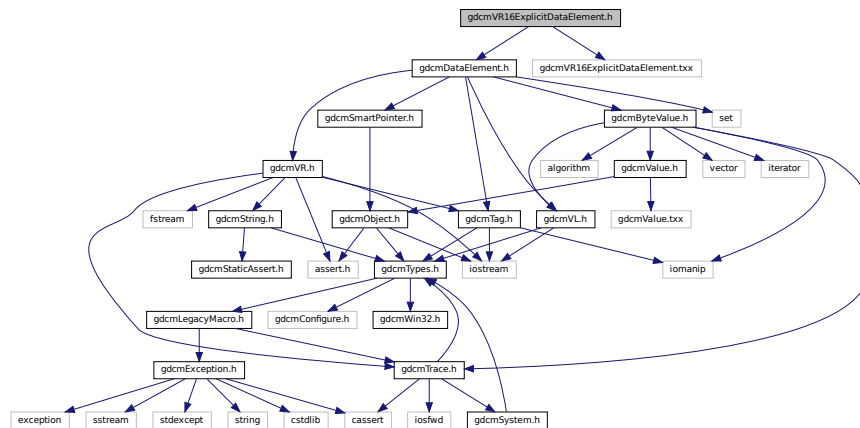 gdcmVR16ExplicitDataElement.h
gdcmDataElement.h
gdcmVR16ExplicitDataElement.txx
gdcmSmartPointer.h
gdcmByteValue.h
set
gdcmVR.h
algorithm
gdcmValue.h
vector
iterator
fstream
gdcmString.h
gdcmObject.h
gdcmTag.h
gdcmVL.h
gdcmValue.txx
gdcmStaticAssert.h
assert.h
gdcmTypes.h
iostream
iomanip
gdcmLegacyMacro.h
gdcmConfigure.h
gdcmWin32.h
gdcmException.h
gdcmTrace.h
exception
sstream
stdexcept
string
cstdlib
cassert
iosfwd
gdcmSystem.h